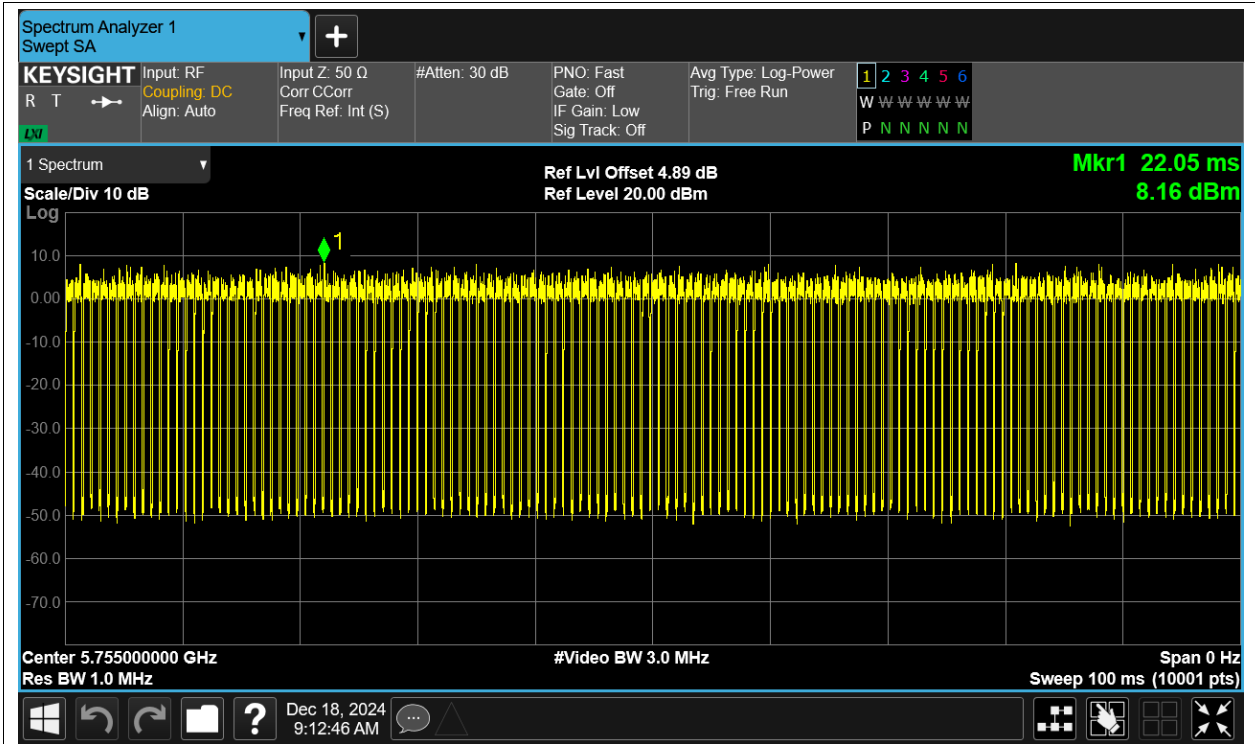 Spectrum Analyzer 1
Swept SA
+
KEYSIGHT
R T
LXI
Input: RF
Coupling: DC
Align: Auto
Input Z: 50 Ω
Corr CCorr
Freq Ref: Int (S)
#Atten: 30 dB
PNO: Fast
Gate: Off
IF Gain: Low
Sig Track: Off
Avg Type: Log-Power
Trig: Free Run
1 2 3 4 5 6
W W W W W W
P N N N N N
1 Spectrum
Scale/Div 10 dB
Log
Ref Lvl Offset 4.89 dB
Ref Level 20.00 dBm
Mkr1 22.05 ms
8.16 dBm
1
10.0
0.00
-10.0
-20.0
-30.0
-40.0
-50.0
-60.0
-70.0
Center 5.755000000 GHz
Res BW 1.0 MHz
#Video BW 3.0 MHz
Span 0 Hz
Sweep 100 ms (10001 pts)
?
Dec 18, 2024
9:12:46 AM